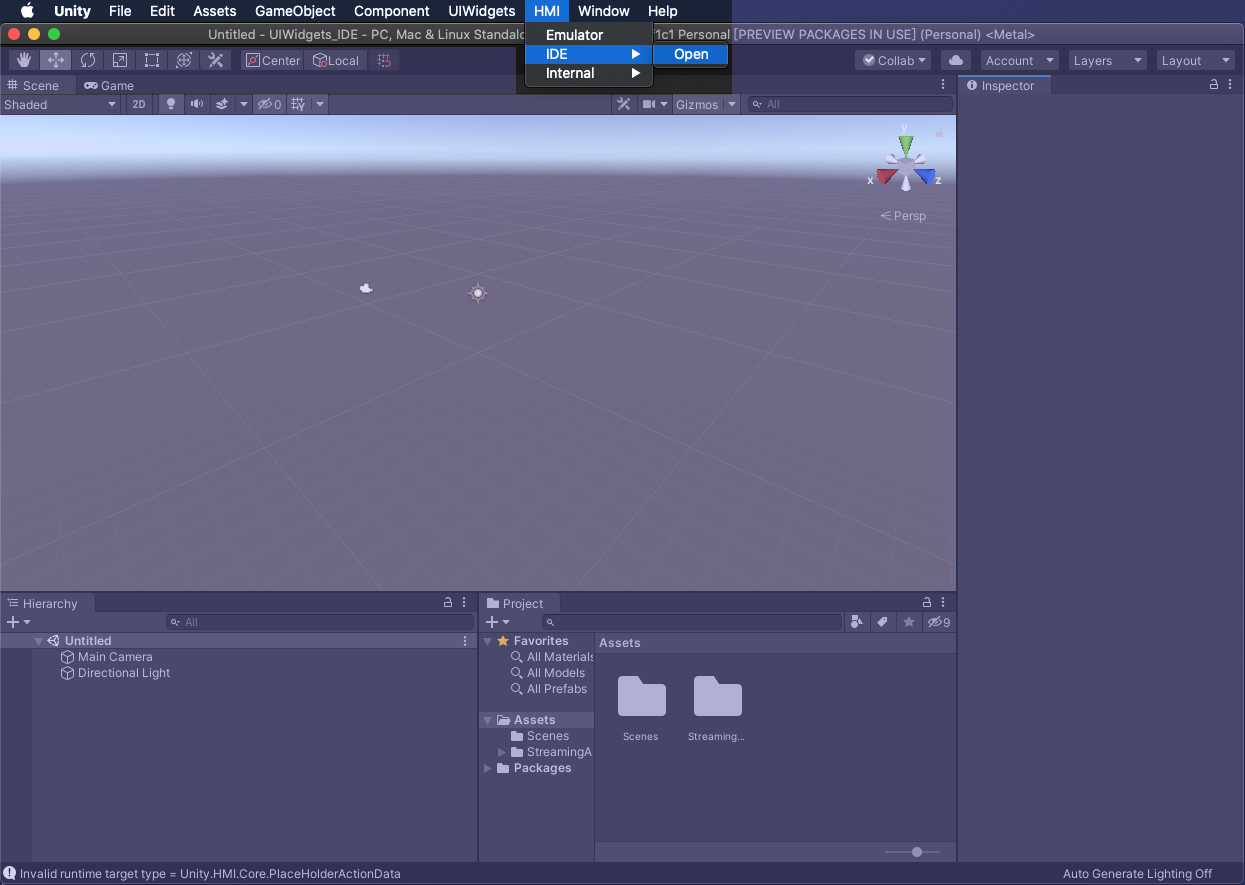 Unity File Edit Assets GameObject Component UIWidgets HMI Window Help
Untitled - UIWidgets_IDE - PC, Mac & Linux Standalo f1c1 Personal [PREVIEW PACKAGES IN USE] (Personal) <Metal>
Emulator
IDE Open
Internal
Center Local Collab Account Layers Layout
Scene Game Inspector
Shaded 2D 0 Gizmos All
y
x z
Persp
Hierarchy
All
Untitled
Main Camera
Directional Light
Project
9
Favorites
All Materials
All Models
All Prefabs
Assets
Scenes
StreamingA
Packages
Assets
Scenes Streaming...
Invalid runtime target type = Unity.HMI.Core.PlaceHolderActionData Auto Generate Lighting Off